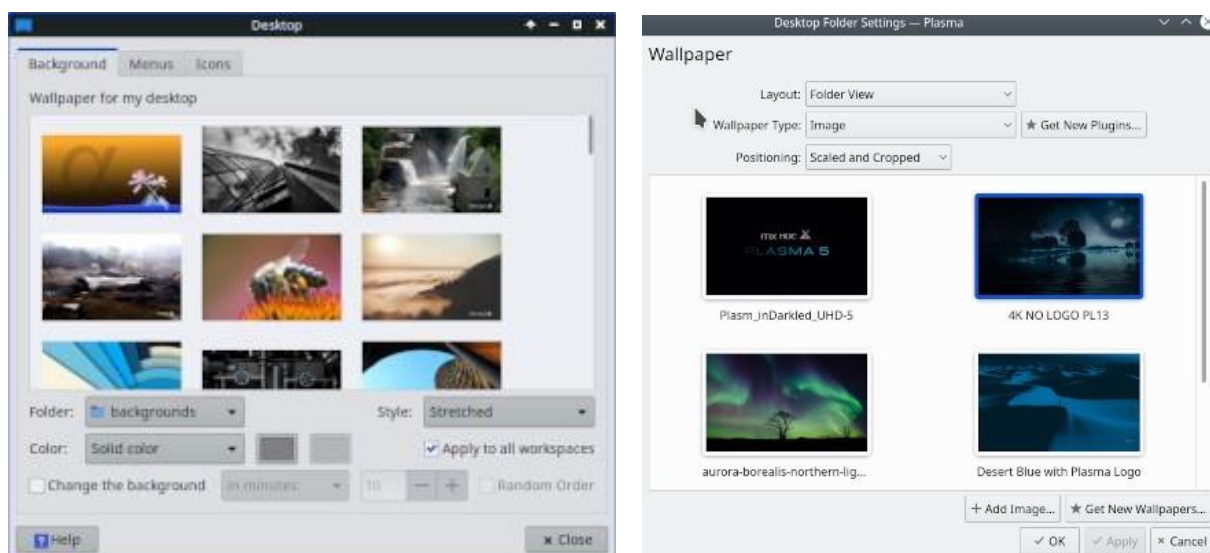 Desktop
Background Menus Icons
Wallpaper for my desktop
Folder: backgrounds Style: Stretched
Color: Solid color Apply to all workspaces
Change the background in minutes: 10 Random Order
Help Close
Desktop Folder Settings — Plasma
Wallpaper
Layout: Folder View
Wallpaper Type: Image Get New Plugins...
Positioning: Scaled and Cropped
PLASMA 5
Plasm_inDarkled_UHD-5 4K NO LOGO PL13
aurora-borealis-northern-lig... Desert Blue with Plasma Logo
Add Image... Get New Wallpapers...
OK Apply Cancel